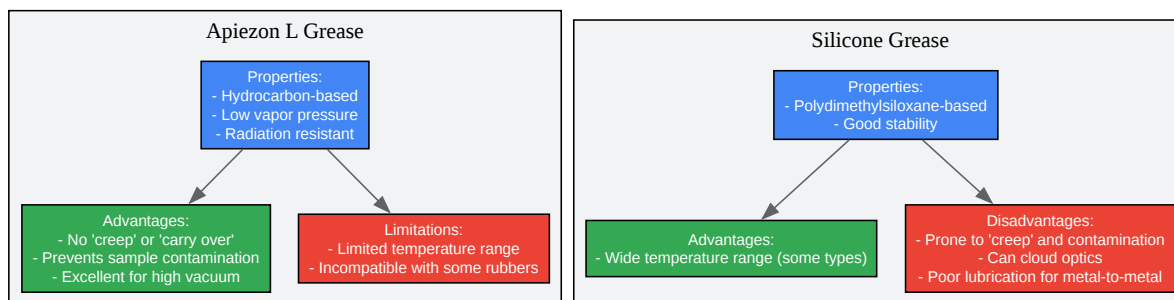 Apiezon L Grease
Properties:
- Hydrocarbon-based
- Low vapor pressure
- Radiation resistant
Advantages:
- No 'creep' or 'carry over'
- Prevents sample contamination
- Excellent for high vacuum
Limitations:
- Limited temperature range
- Incompatible with some rubbers
Silicone Grease
Properties:
- Polydimethylsiloxane-based
- Good stability
Advantages:
- Wide temperature range (some types)
Disadvantages:
- Prone to 'creep' and contamination
- Can cloud optics
- Poor lubrication for metal-to-metal